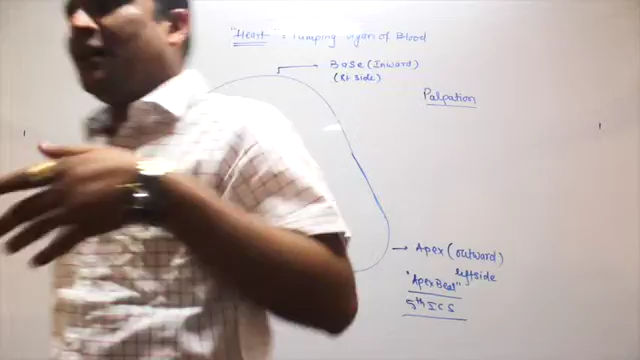 "Heart" = Pumping organ of Blood
Base (Inward)
(Rt side)
Palpation
Apex (outward)
leftside
"Apex Beat"
5th ICS